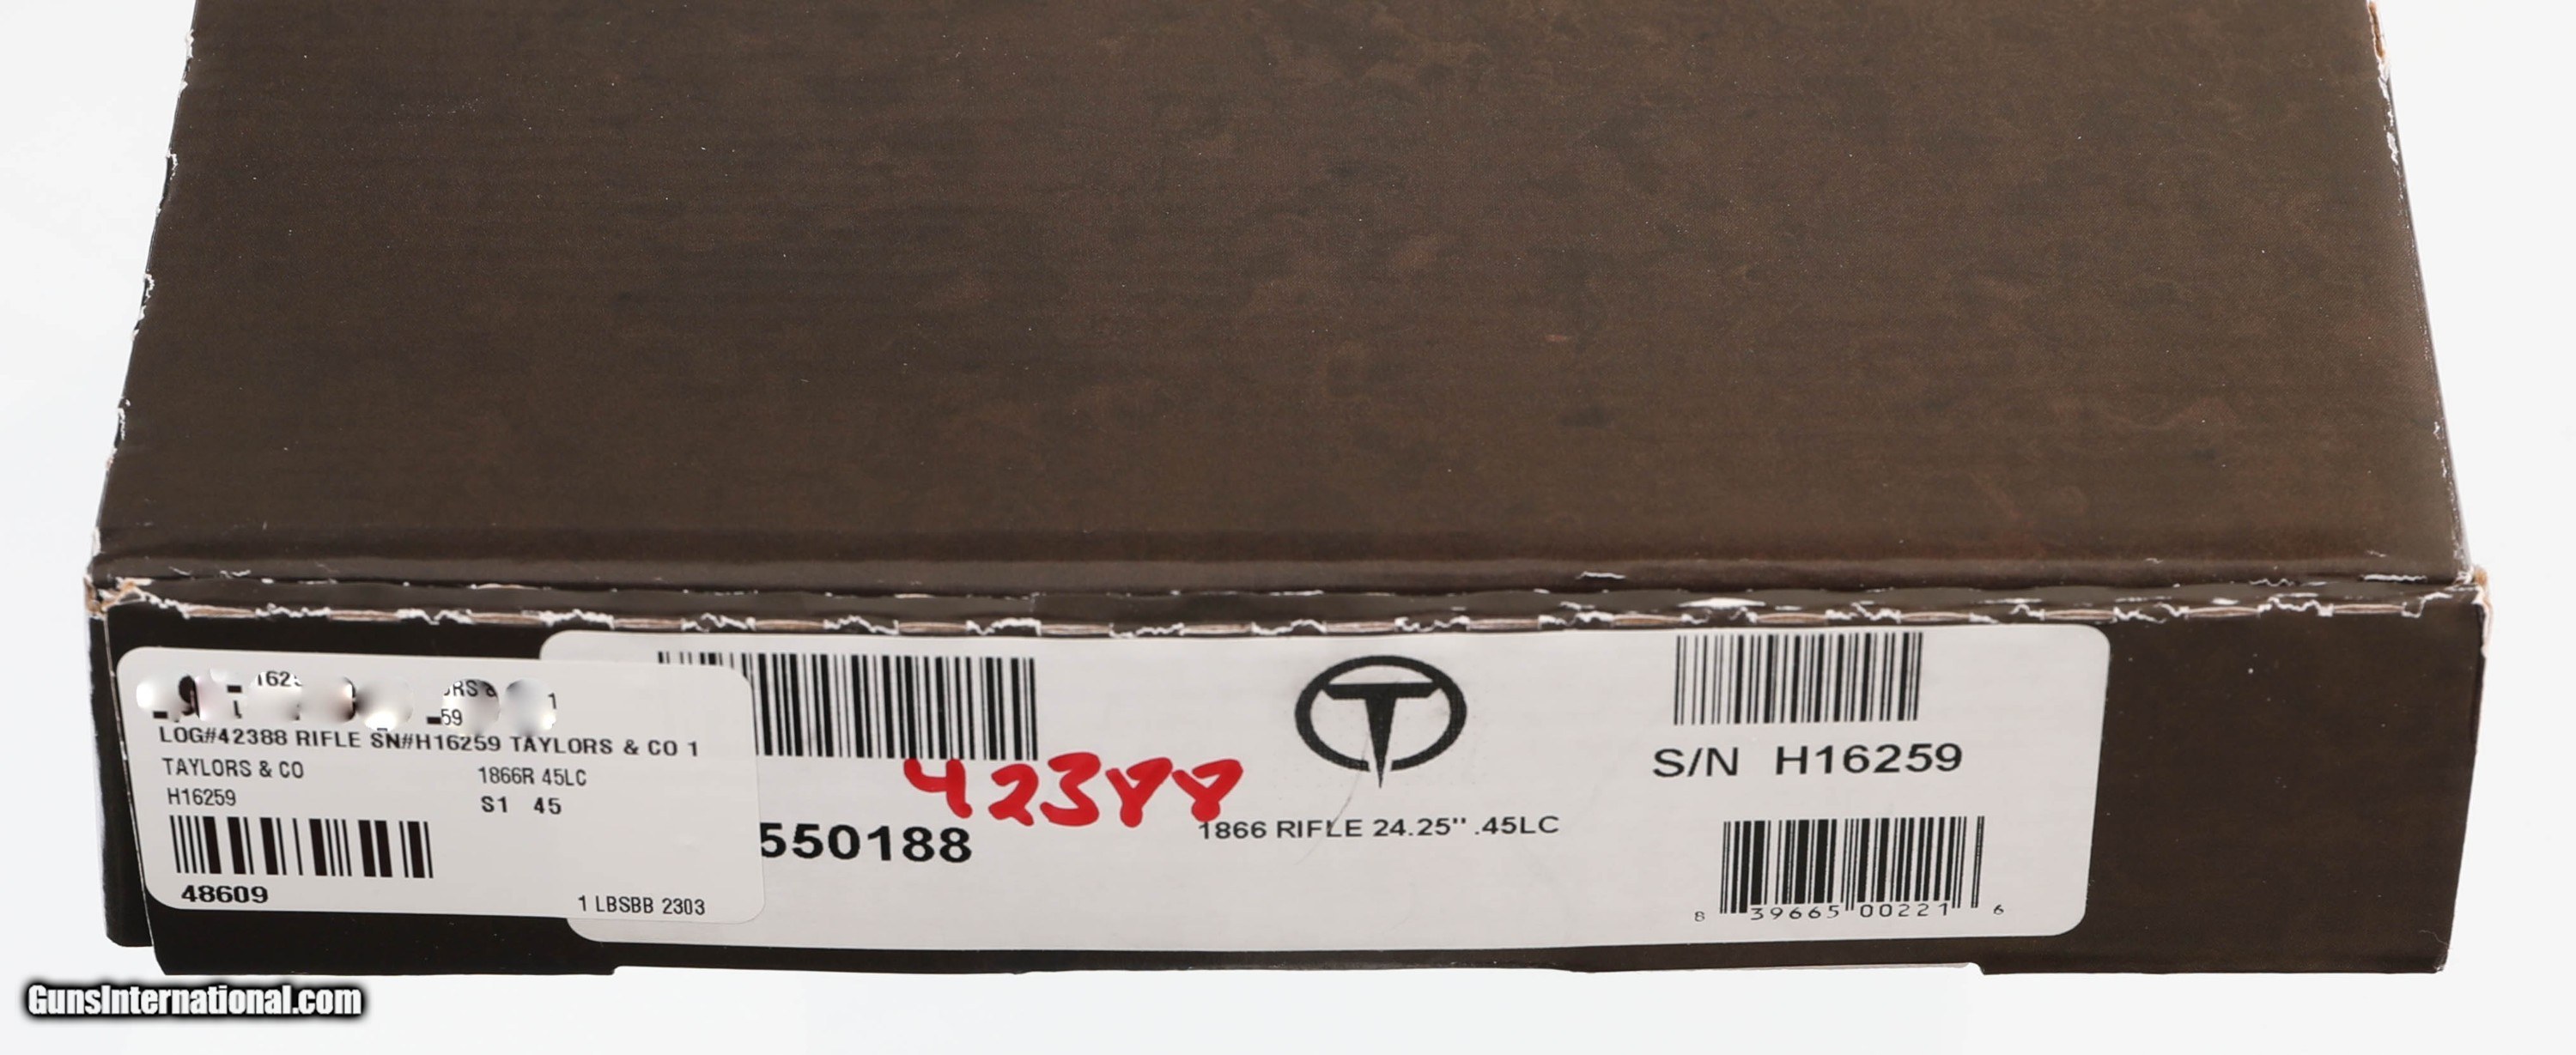 LOG#42388 RIFLE SN#H16259 TAYLORS & CO 1
TAYLORS & CO
1866R 45LC
H16259
S1 45
48609
1 LBSBB 2303
42388
550188
T
1866 RIFLE 24.25" .45LC
S/N H16259
8 39665 00221 6
GunsInternational.com